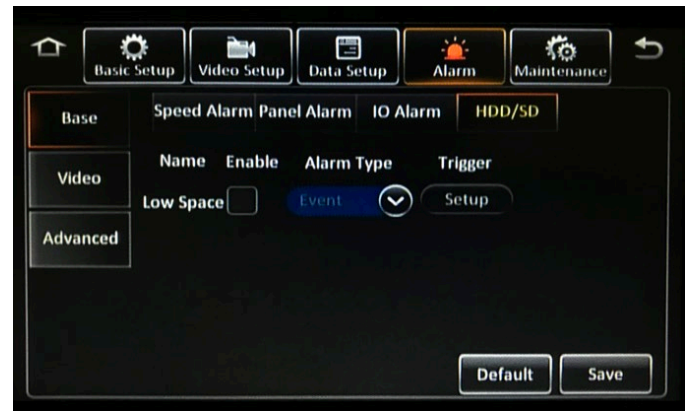 Basic Setup Video Setup Data Setup Alarm Maintenance
Base Speed Alarm Panel Alarm IO Alarm HDD/SD
Name Enable Alarm Type Trigger
Video
Low Space Event Setup
Advanced
Default Save